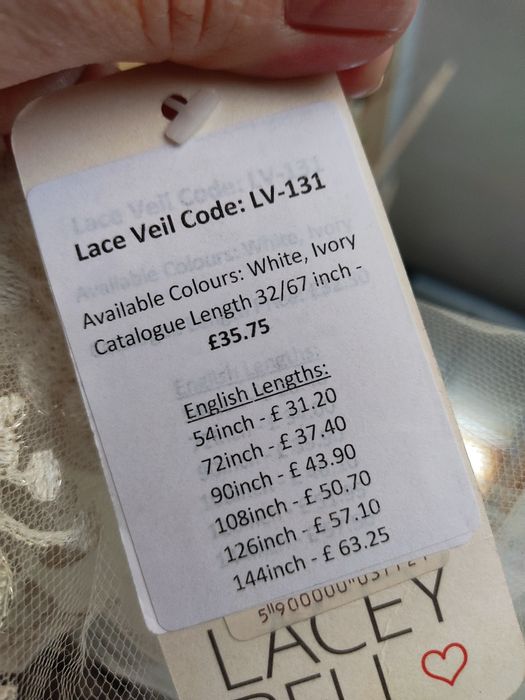 Lace Veil Code: LV-131
Available Colours: White, Ivory
Catalogue Length 32/67 inch -
£35.75
English Lengths:
54inch - £ 31.20
72inch - £ 37.40
90inch - £ 43.90
108inch - £ 50.70
126inch - £ 57.10
144inch - £ 63.25
LACEY
BELL